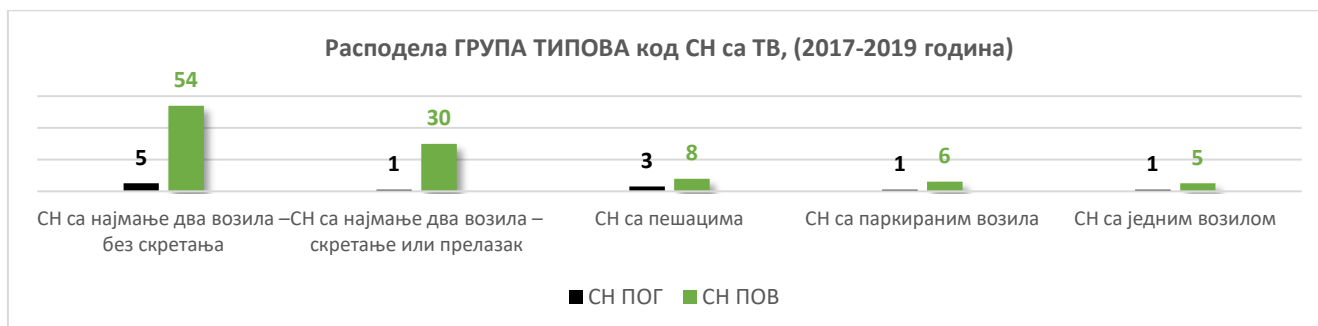 Расподела ГРУПА ТИПОВА код СН са ТВ, (2017-2019 година)
54
5
30
1
3
8
1
6
1
5
СН са најмање два возила –
без скретања
СН са најмање два возила –
скретање или прелазак
СН са пешацима
СН са паркираним возила
СН са једним возилом
СН ПОГ
СН ПОВ